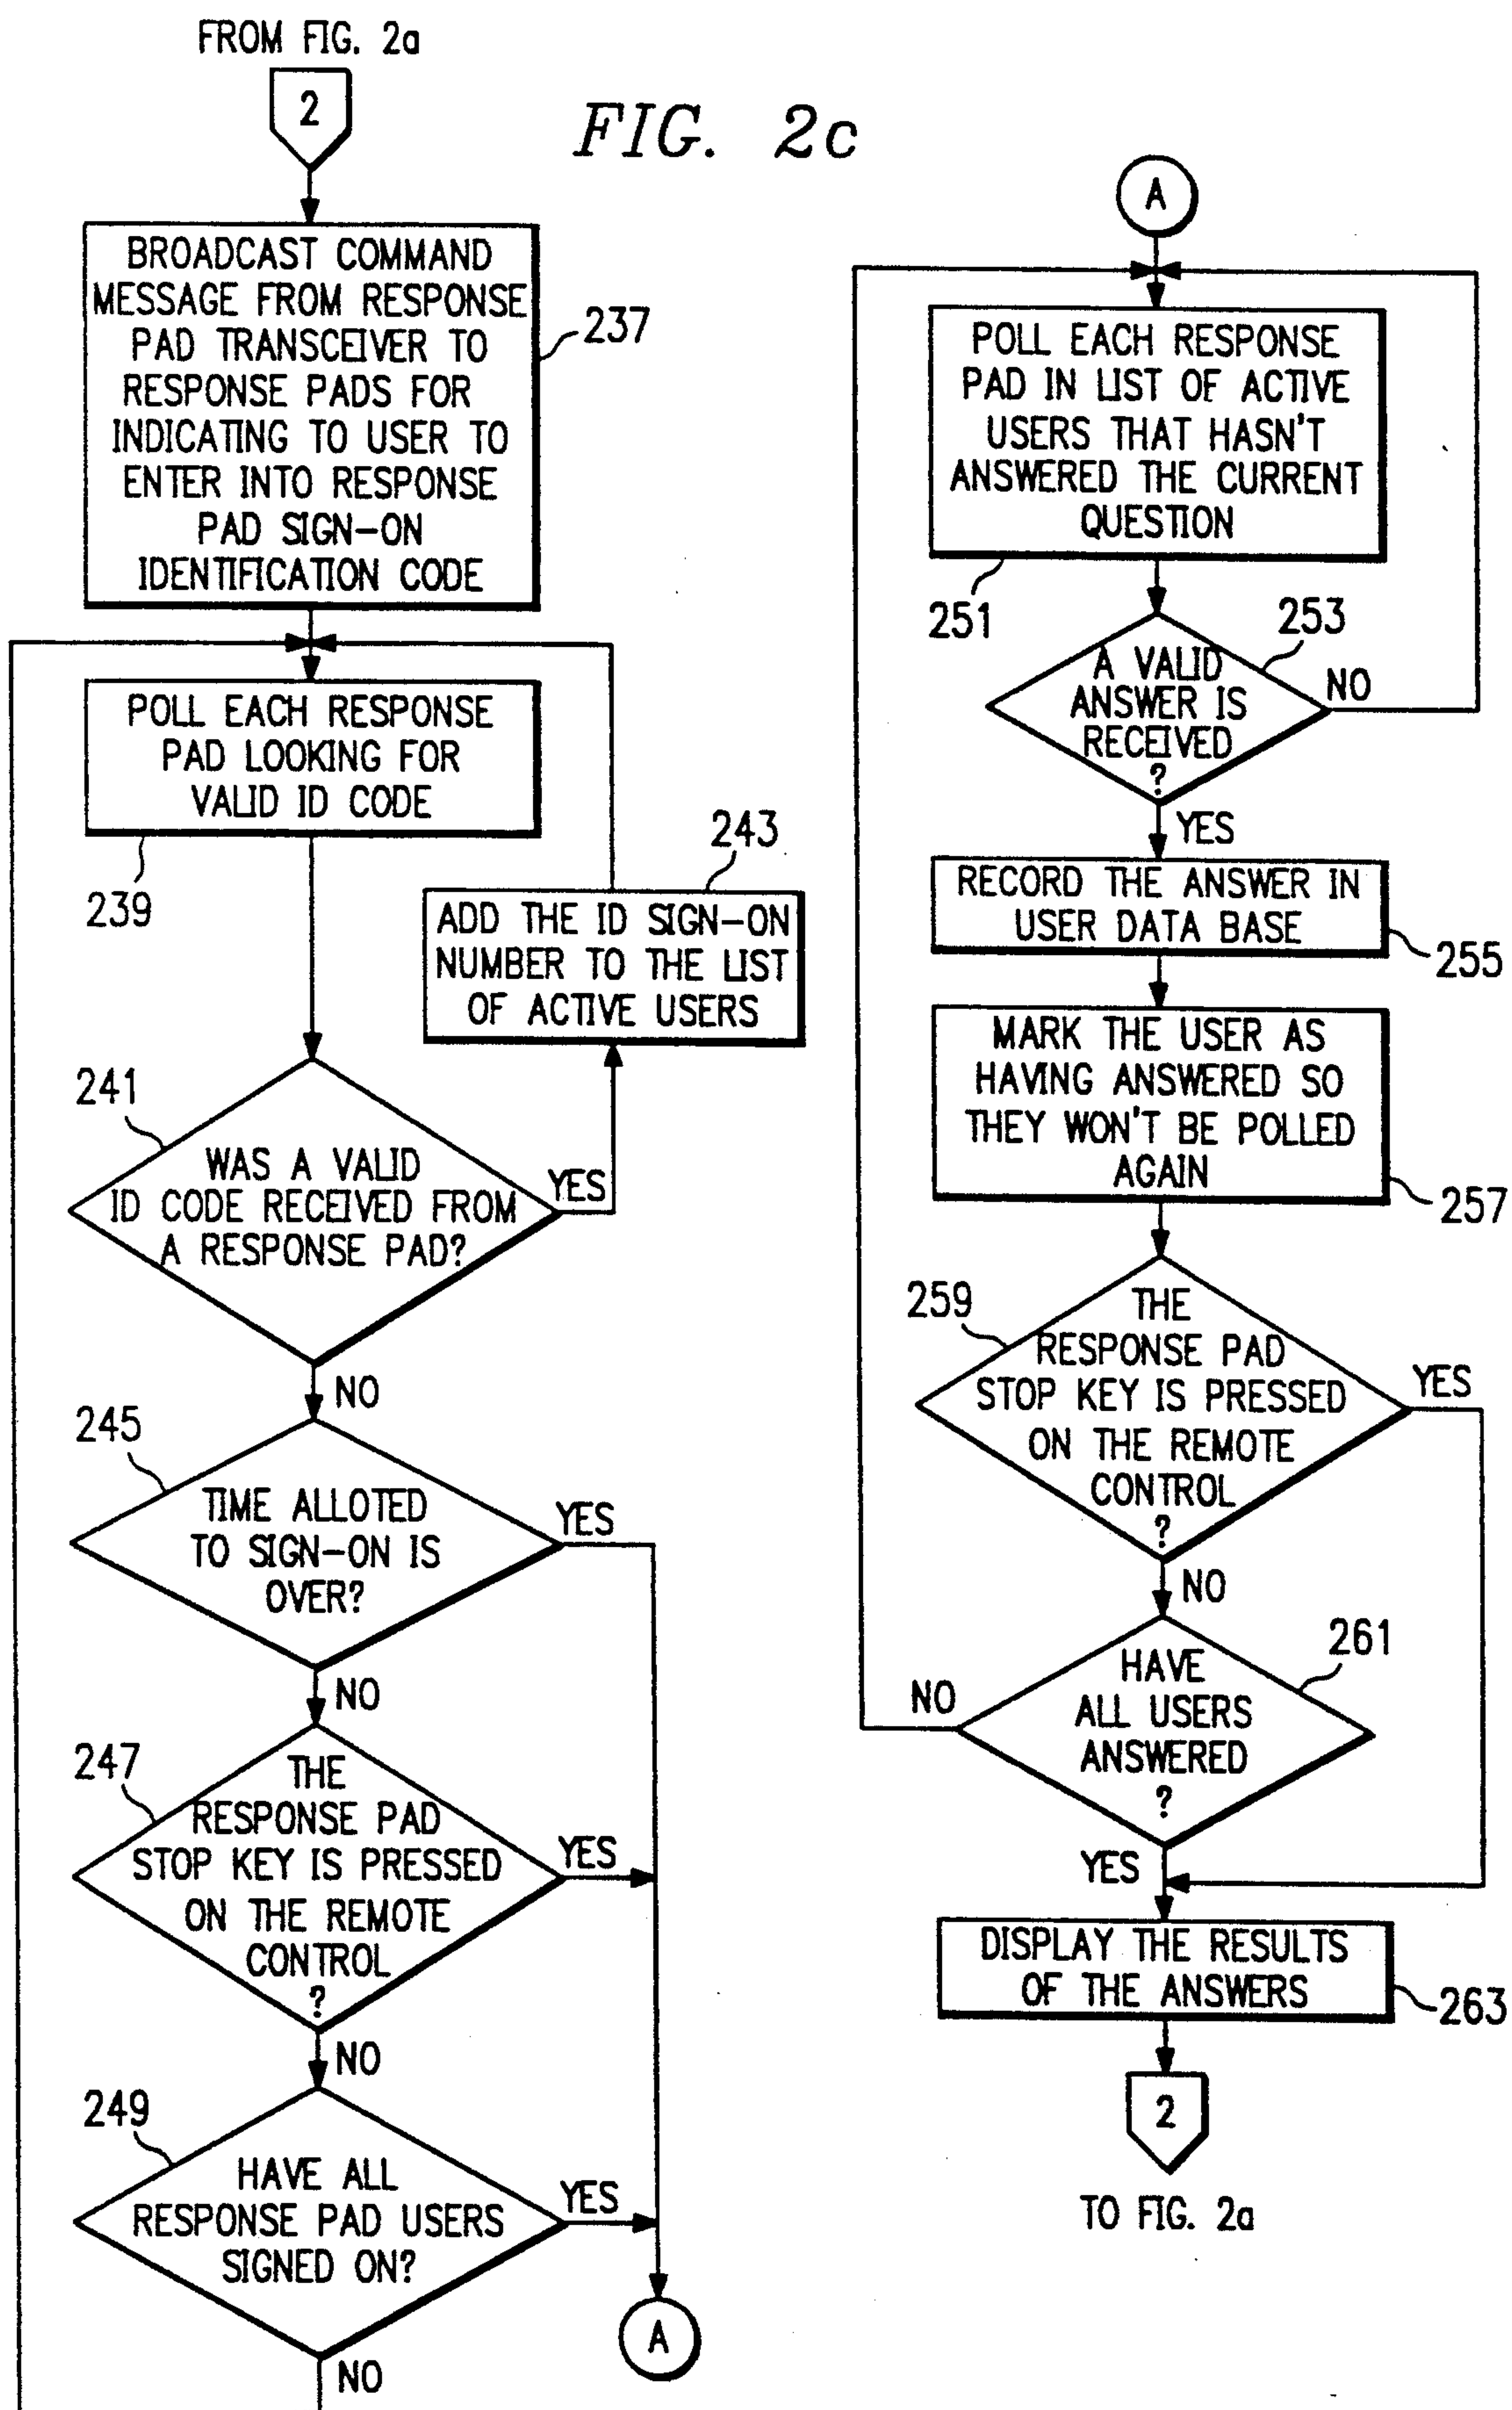 FROM FIG. 2a
2
FIG. 2c
BROADCAST COMMAND
MESSAGE FROM RESPONSE
PAD TRANSCEIVER TO
RESPONSE PADS FOR
INDICATING TO USER TO
ENTER INTO RESPONSE
PAD SIGN-ON
IDENTIFICATION CODE
237
POLL EACH RESPONSE
PAD LOOKING FOR
VALID ID CODE
239
243
ADD THE ID SIGN-ON
NUMBER TO THE LIST
OF ACTIVE USERS
241
WAS A VALID
ID CODE RECEIVED FROM
A RESPONSE PAD?
YES
NO
245
TIME ALLOTED
TO SIGN-ON IS
OVER?
YES
NO
247
THE
RESPONSE PAD
STOP KEY IS PRESSED
ON THE REMOTE
CONTROL
?
YES
NO
249
HAVE ALL
RESPONSE PAD USERS
SIGNED ON?
YES
NO
A
A
POLL EACH RESPONSE
PAD IN LIST OF ACTIVE
USERS THAT HASN'T
ANSWERED THE CURRENT
QUESTION
251
253
A VALID
ANSWER IS
RECEIVED
?
NO
YES
RECORD THE ANSWER IN
USER DATA BASE
255
MARK THE USER AS
HAVING ANSWERED SO
THEY WON'T BE POLLED
AGAIN
257
259
THE
RESPONSE PAD
STOP KEY IS PRESSED
ON THE REMOTE
CONTROL
?
YES
NO
261
HAVE
ALL USERS
ANSWERED
?
NO
YES
DISPLAY THE RESULTS
OF THE ANSWERS
263
2
TO FIG. 2a